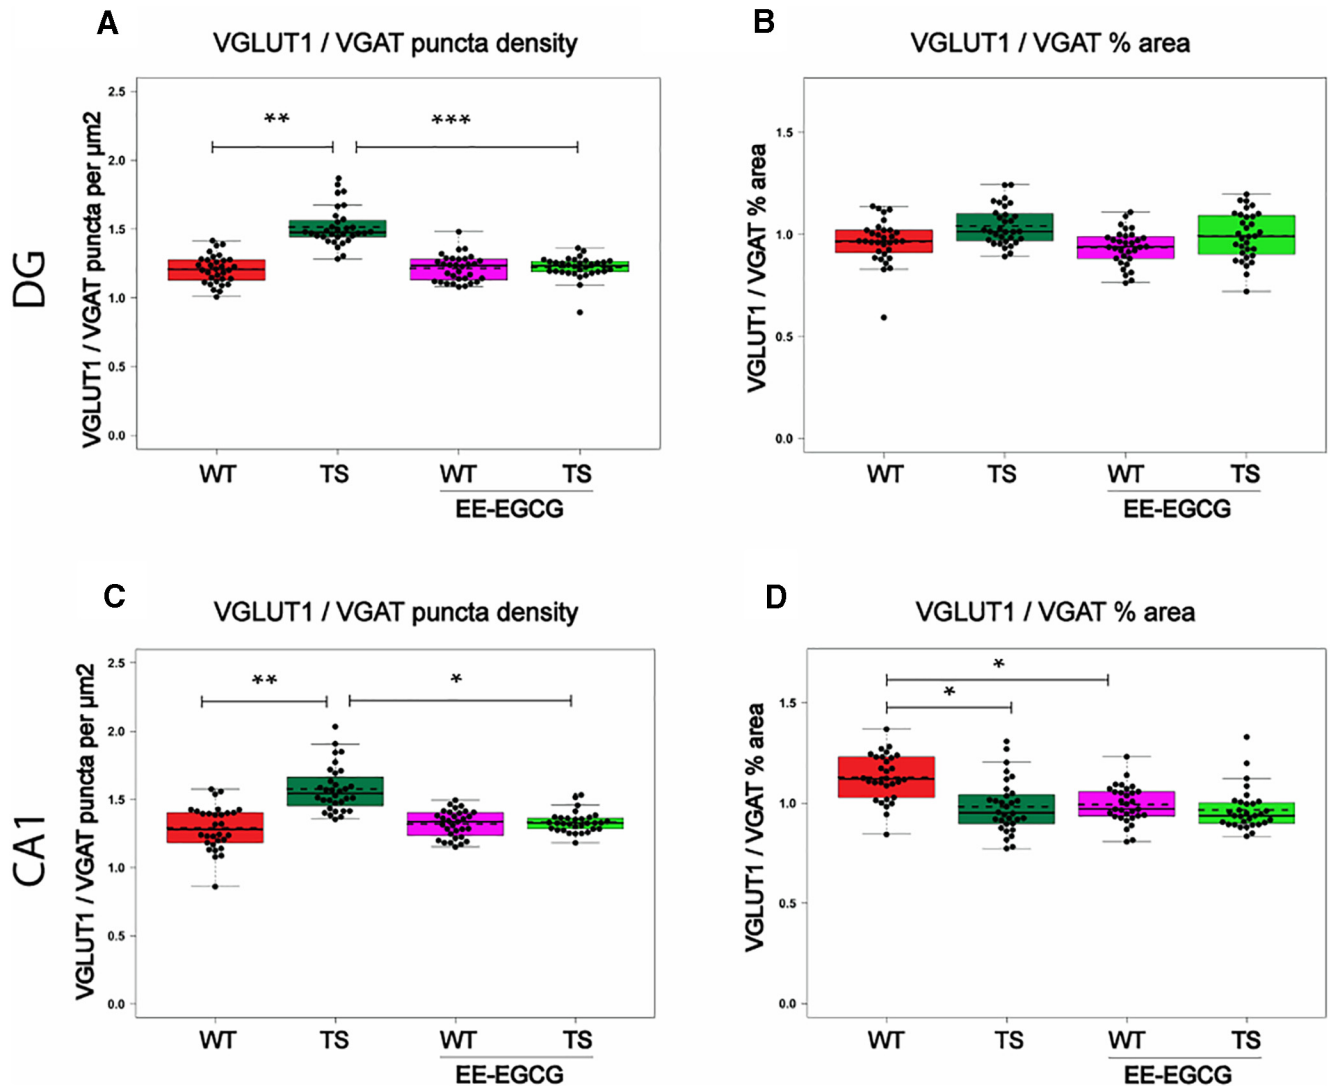 A
VGLUT1 / VGAT puncta density
B
VGLUT1 / VGAT % area
DG
VGLUT1 / VGAT puncta per µm2
2.5
2.0
1.5
1.0
0.5
0.0
**
***
WT TS WT TS
EE-EGCG
VGLUT1 / VGAT % area
1.5
1.0
0.5
0.0
WT TS WT TS
EE-EGCG
C
VGLUT1 / VGAT puncta density
D
VGLUT1 / VGAT % area
CA1
VGLUT1 / VGAT puncta per µm2
2.5
2.0
1.5
1.0
0.5
0.0
**
*
WT TS WT TS
EE-EGCG
VGLUT1 / VGAT % area
1.5
1.0
0.5
0.0
*
*
WT TS WT TS
EE-EGCG